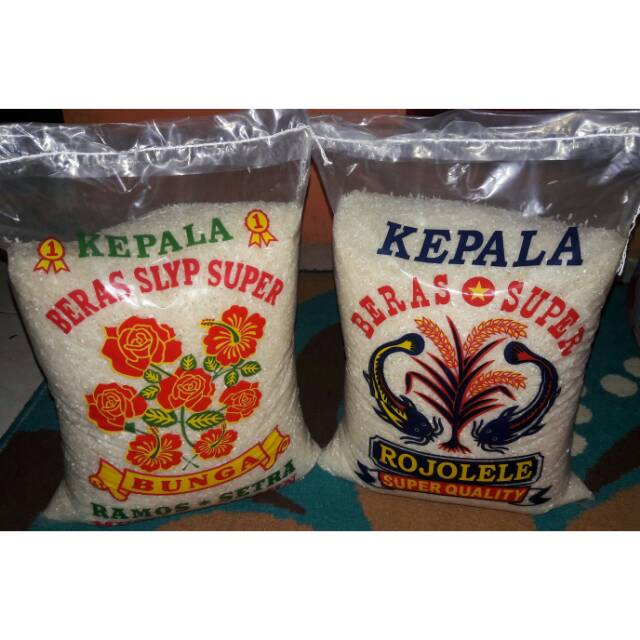 1 1
KEPALA
BERAS SLYP SUPER
BUNGA
RAMOS ★ SETRA
KEPALA
BERAS ★ SUPER
ROJOLELE
SUPER QUALITY